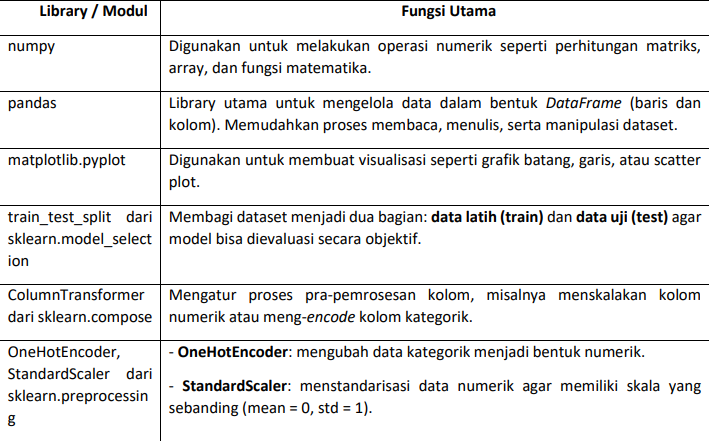 Library / Modul
Fungsi Utama
numpy
Digunakan untuk melakukan operasi numerik seperti perhitungan matriks,
array, dan fungsi matematika.
pandas
Library utama untuk mengelola data dalam bentuk DataFrame (baris dan
kolom). Memudahkan proses membaca, menulis, serta manipulasi dataset.
matplotlib.pyplot
Digunakan untuk membuat visualisasi seperti grafik batang, garis, atau scatter
plot.
train_test_split dari
sklearn.model_select
ion
Membagi dataset menjadi dua bagian: data latih (train) dan data uji (test) agar
model bisa dievaluasi secara objektif.
ColumnTransformer
dari sklearn.compose
Mengatur proses pra-pemrosesan kolom, misalnya menskalakan kolom
numerik atau meng-encode kolom kategorik.
OneHotEncoder,
StandardScaler dari
sklearn.preprocessin
g
- OneHotEncoder: mengubah data kategorik menjadi bentuk numerik.
- StandardScaler: menstandarisasi data numerik agar memiliki skala yang
sebanding (mean = 0, std = 1).